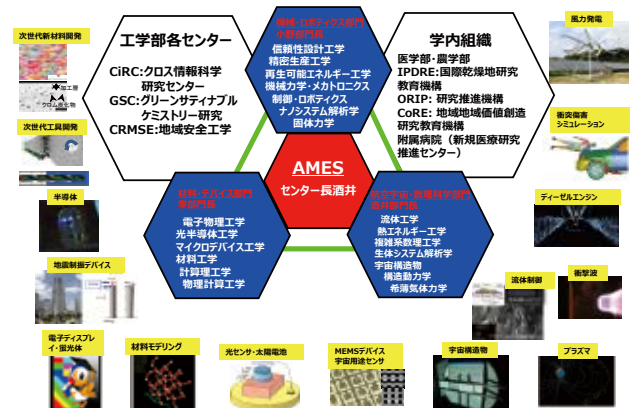 次世代新材料開発
加工層
クロム炭化物
次世代工具開発
半導体
地震制振デバイス
電子ディスプレ
イ・蛍光体
工学部各センター
CiRC:クロス情報科学
研究センター
GSC:グリーンサティナブル
ケミストリー研究
CRMSE:地域安全工学
機械・ロボティクス部門
小野部門長
信頼性設計工学
精密生産工学
再生可能エネルギー工学
機械力学・メカトロニクス
制御・ロボティクス
ナノシステム解析学
固体力学
学内組織
医学部・農学部
IPDRE:国際乾燥地研究
教育機構
ORIP: 研究推進機構
CoRE: 地域地域価値創造
研究教育機構
附属病院（新規医療研究
推進センター）
AMES
センター長酒井
材料・デバイス部門
電子物理工学
光半導体工学
マイクロデバイス工学
材料工学
計算理工学
物理計算工学
航空宇宙・数理科学部門
酒井部門長
流体工学
熱エネルギー工学
複雑系数理工学
生体システム解析学
宇宙構造物
構造動力学
希薄気体力学
風力発電
衝突傷害
シミュレーション
ディーゼルエンジン
流体制御
衝撃波
材料モデリング
光センサ・太陽電池
MEMSデバイス
宇宙用途センサ
宇宙構造物
プラズマ